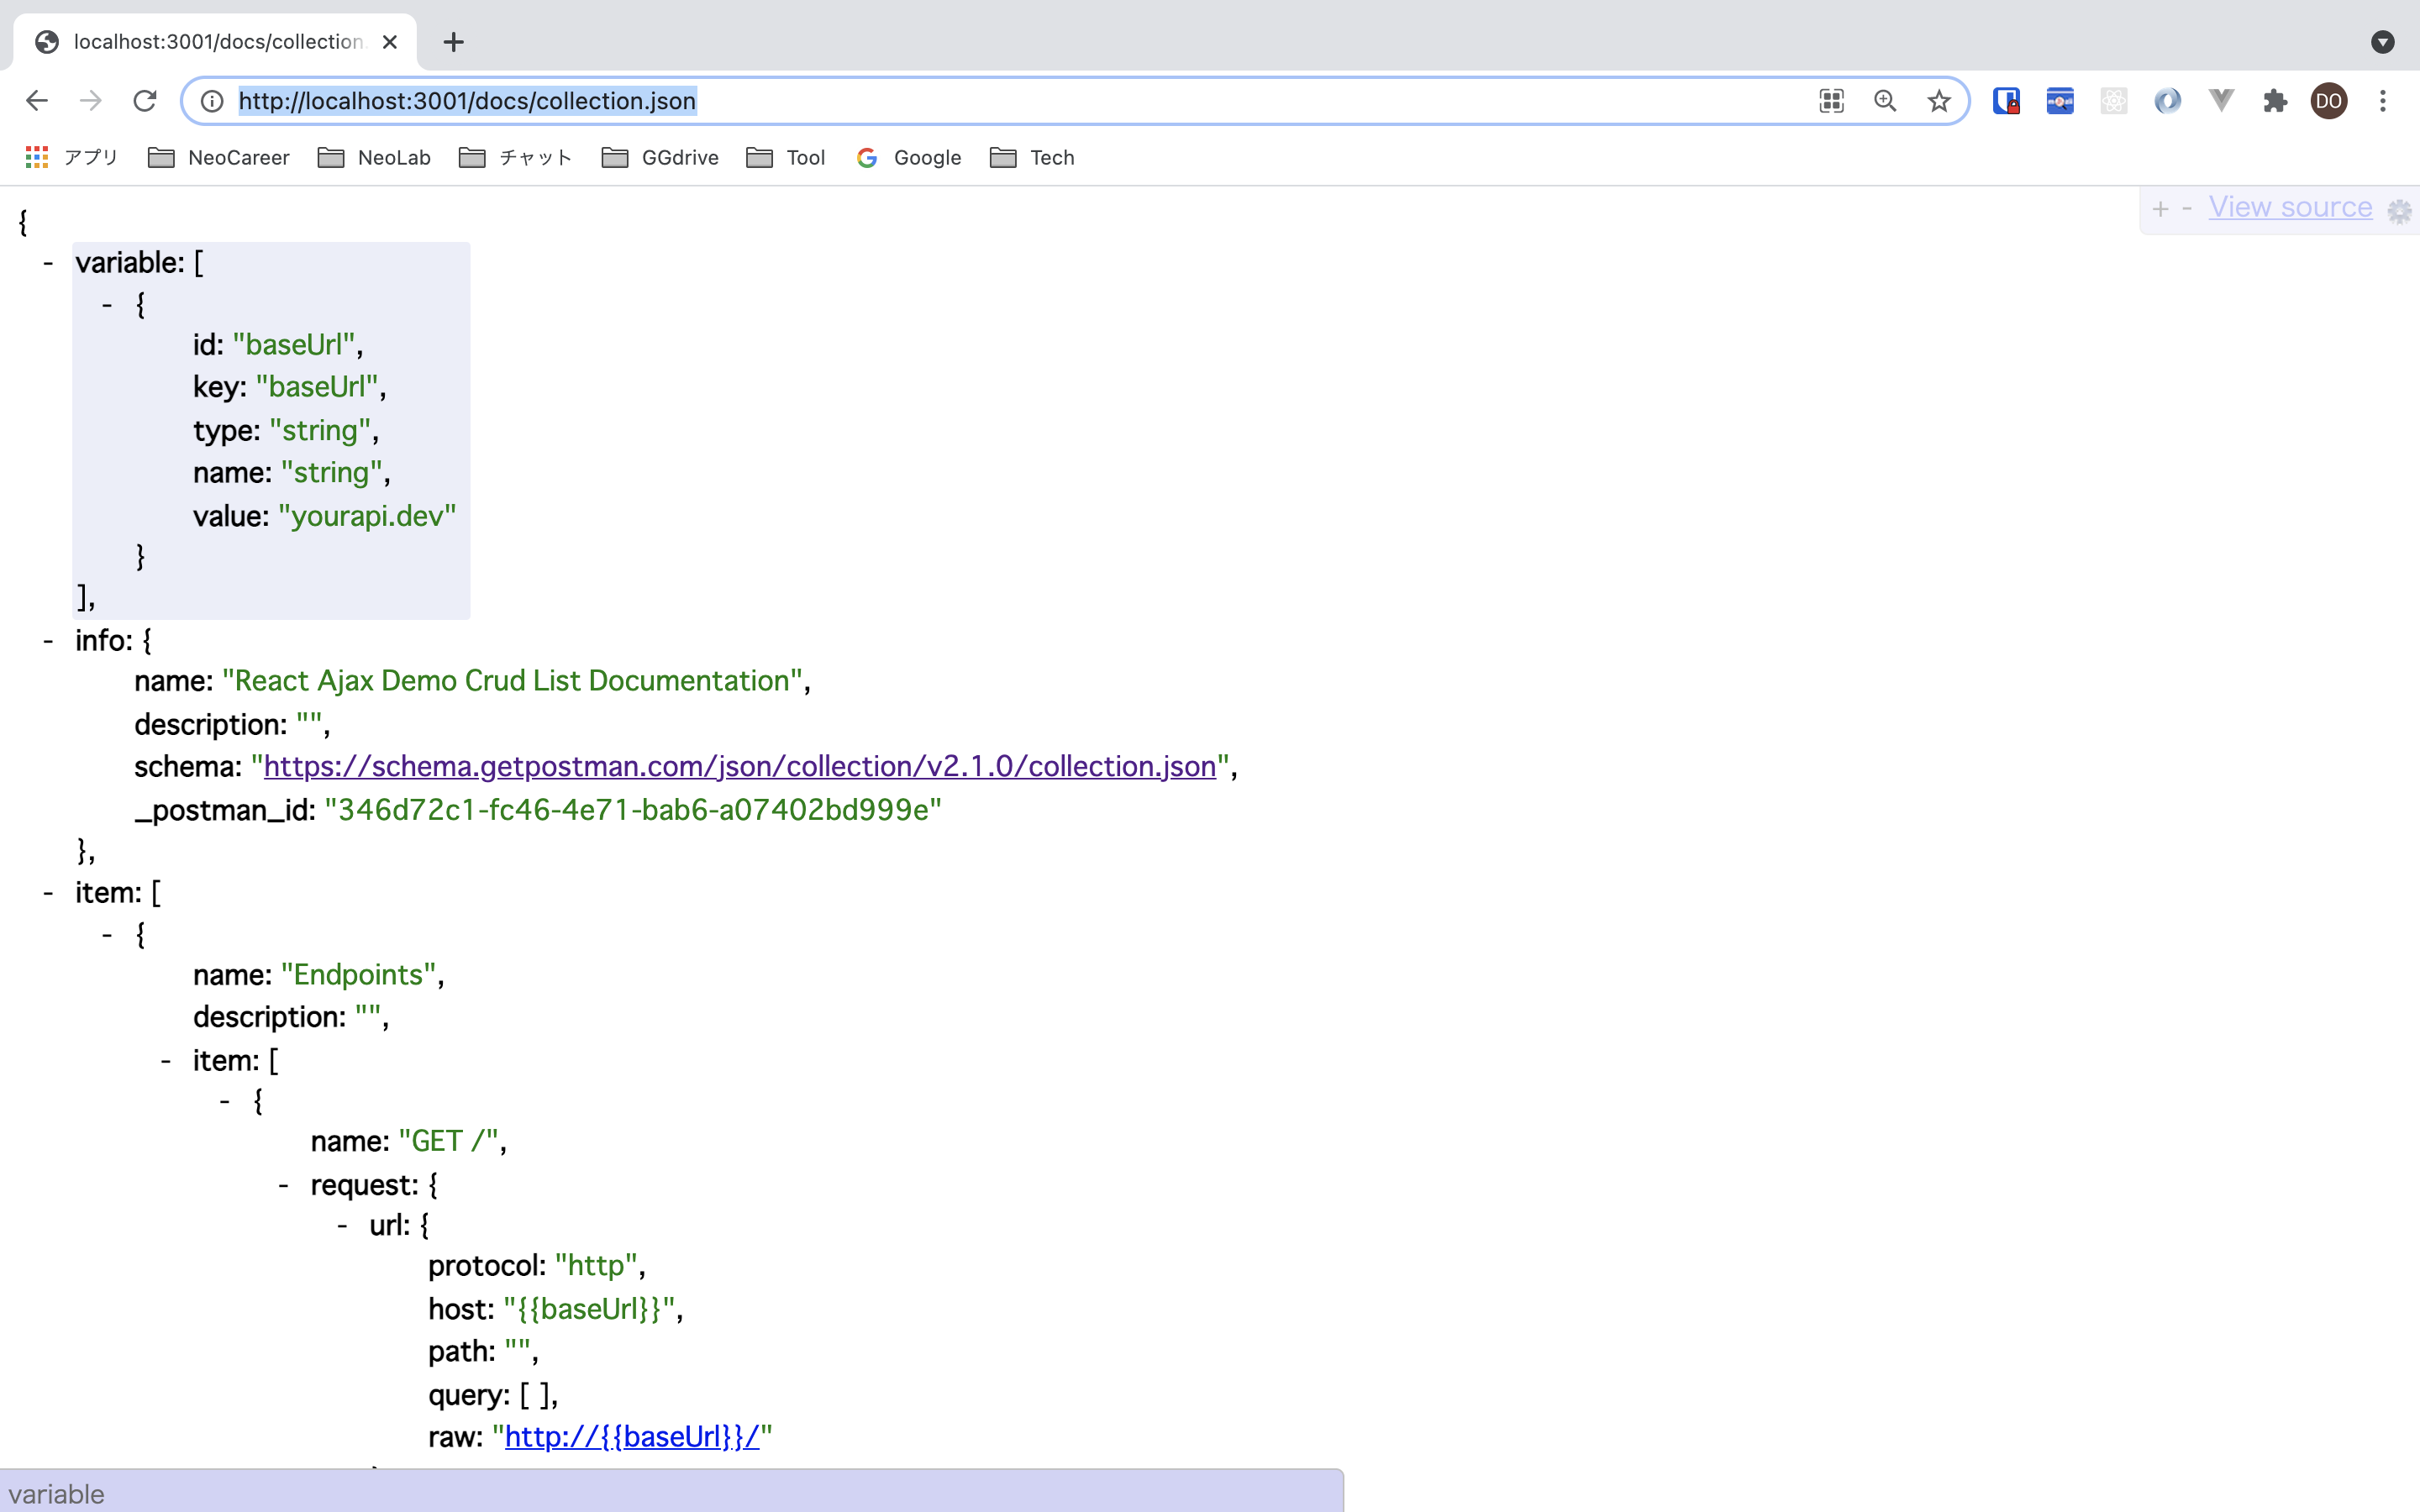 localhost:3001/docs/collection.
http://localhost:3001/docs/collection.json
DO
アプリ NeoCareer NeoLab チャット GGdrive Tool Google Tech
+ - View source
{
- variable: [
- {
id: "baseUrl",
key: "baseUrl",
type: "string",
name: "string",
value: "yourapi.dev"
}
],
- info: {
name: "React Ajax Demo Crud List Documentation",
description: "",
schema: "https://schema.getpostman.com/json/collection/v2.1.0/collection.json",
_postman_id: "346d72c1-fc46-4e71-bab6-a07402bd999e"
},
- item: [
- {
name: "Endpoints",
description: "",
- item: [
- {
name: "GET /",
- request: {
- url: {
protocol: "http",
host: "{{baseUrl}}",
path: "",
query: [ ],
raw: "http://{{baseUrl}}/"
variable